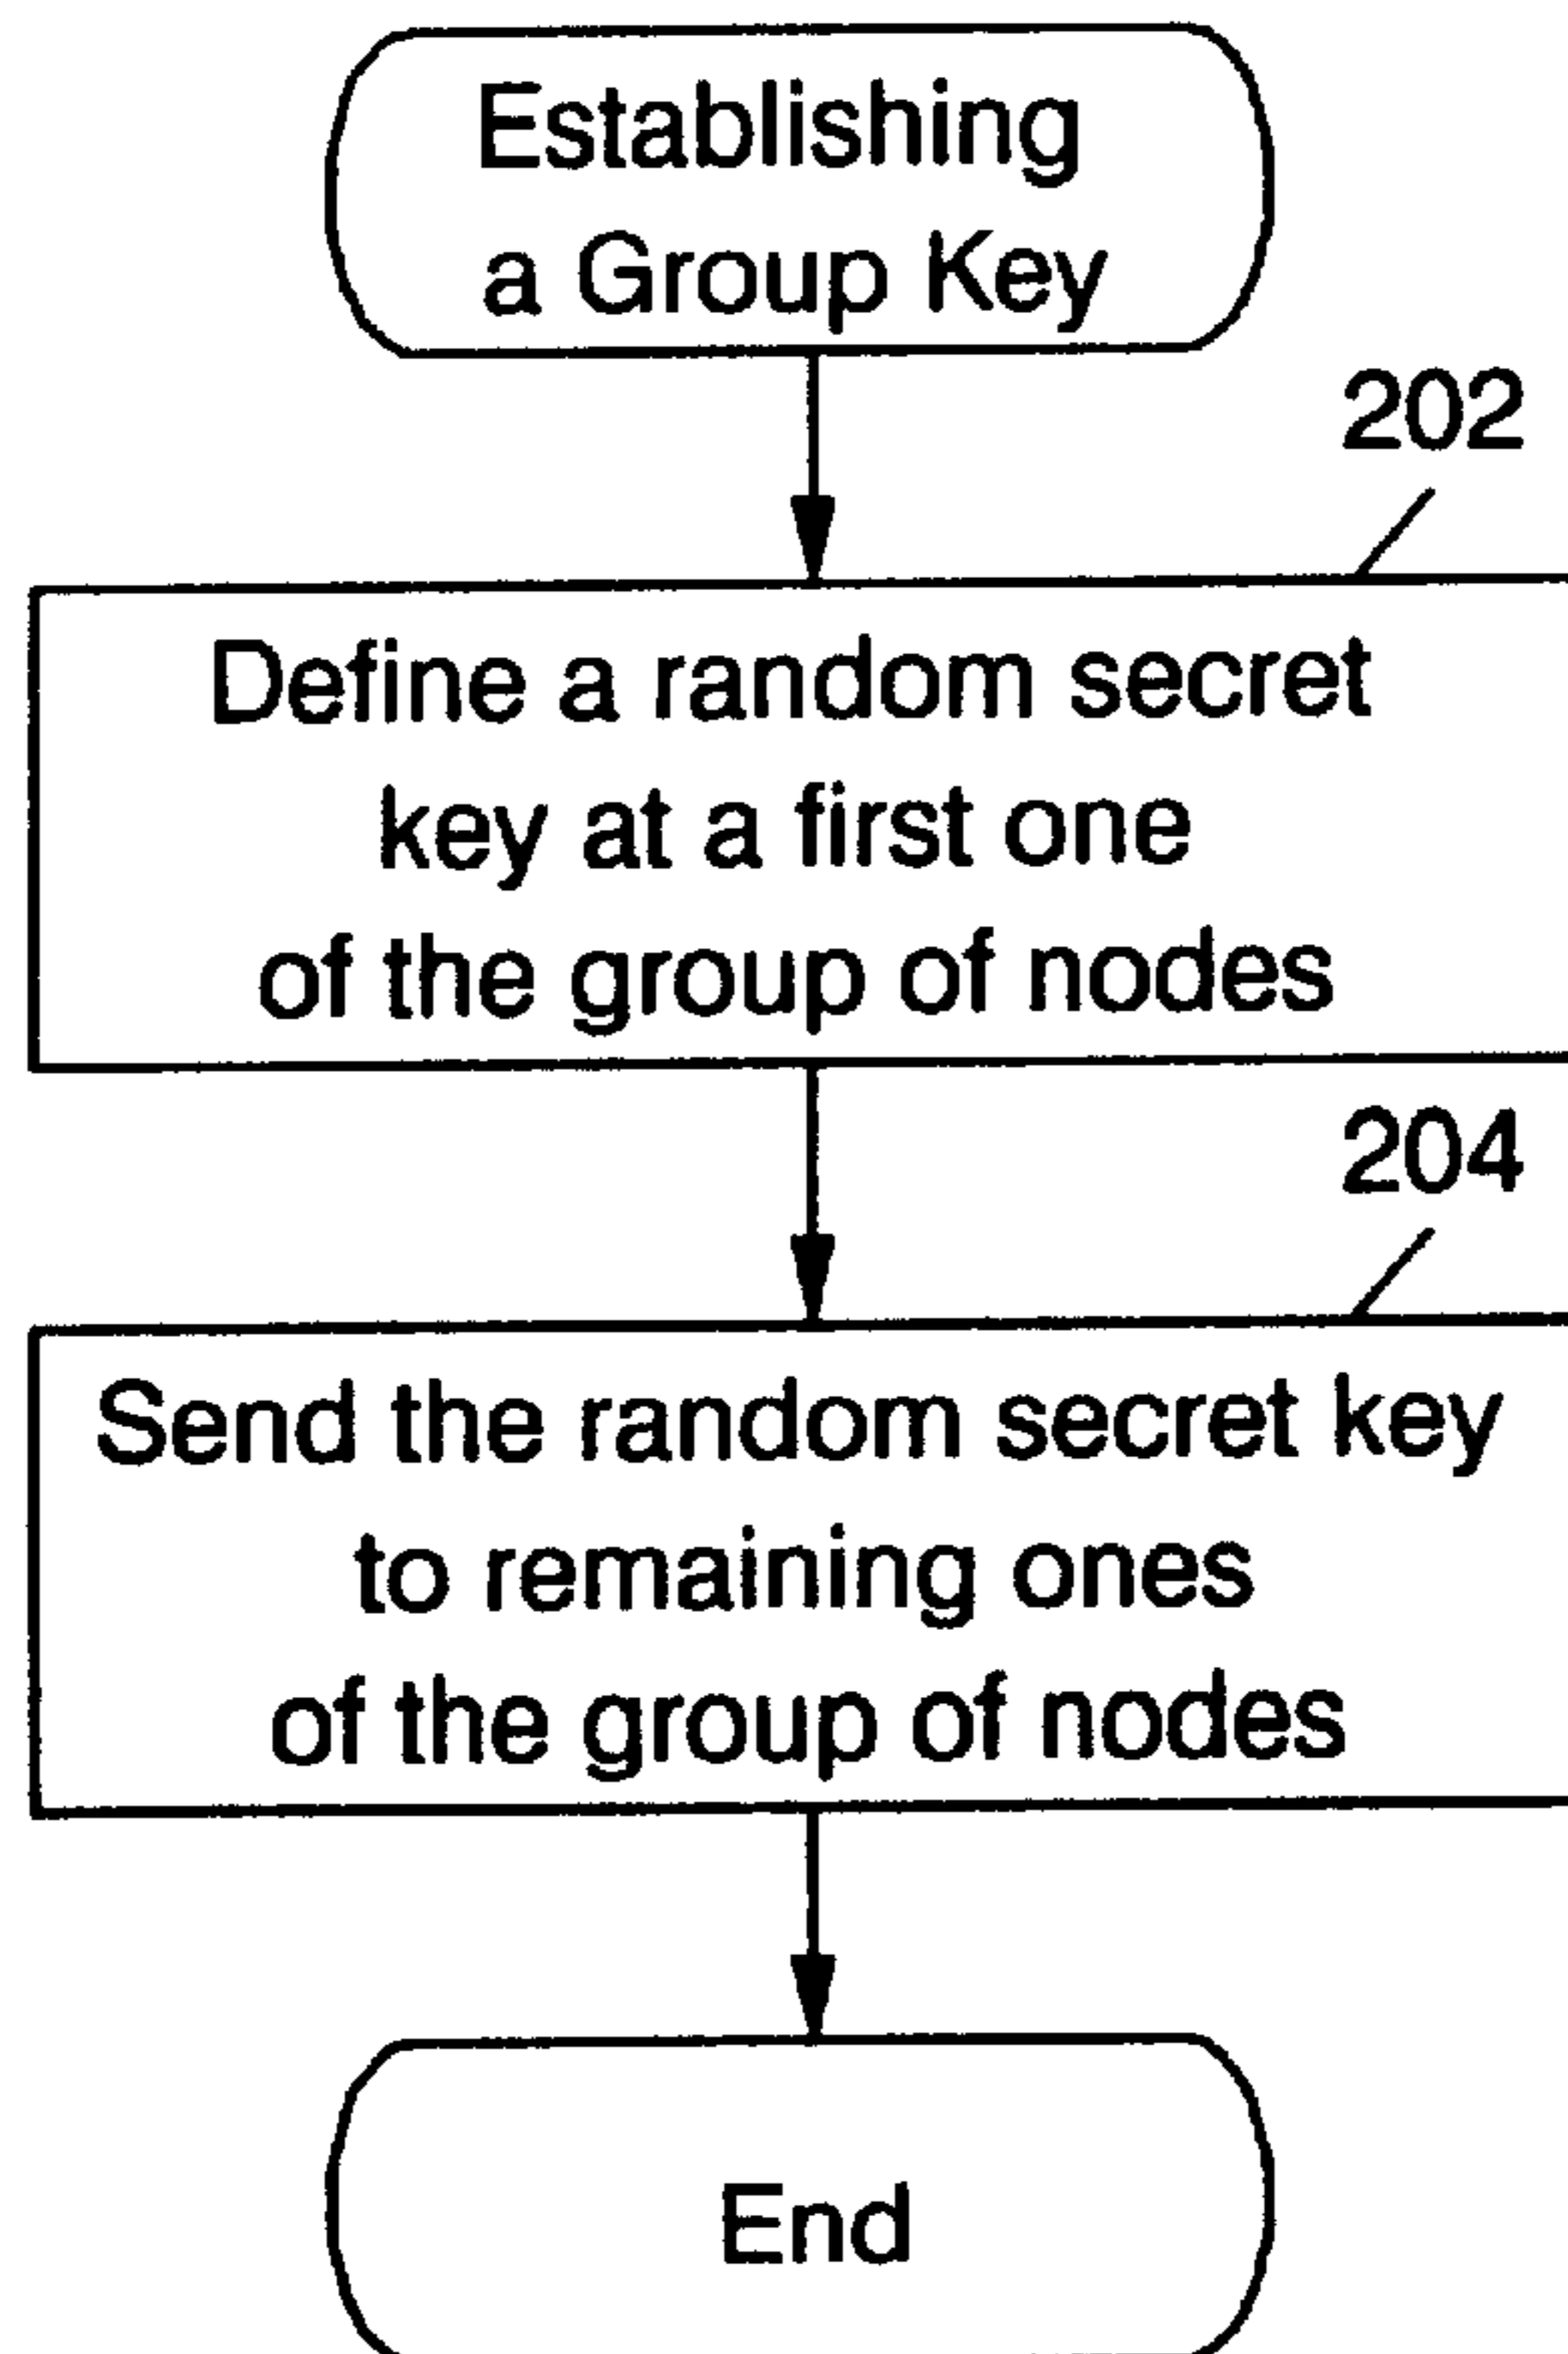 Establishing
a Group Key
202
Define a random secret
key at a first one
of the group of nodes
204
Send the random secret key
to remaining ones
of the group of nodes
End